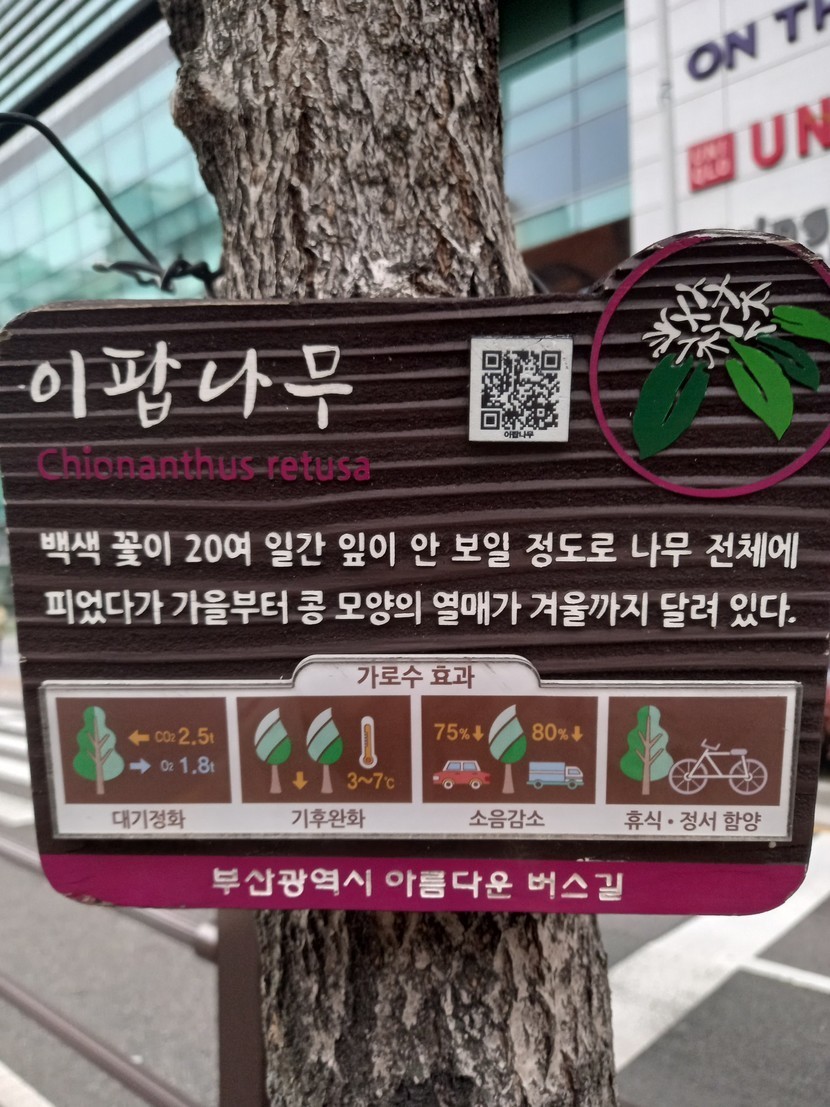 ON TH
UNI
QLO
UN
ing
이팝나무
이팝나무
Chionanthus retusa
백색 꽃이 20여 일간 잎이 안 보일 정도로 나무 전체에
피었다가 가을부터 콩 모양의 열매가 겨울까지 달려 있다.
가로수 효과
CO2 2.5t
O2 1.8t
3~7℃
75% 80%
대기정화 기후완화 소음감소 휴식·정서 함양
부산광역시 아름다운 버스길